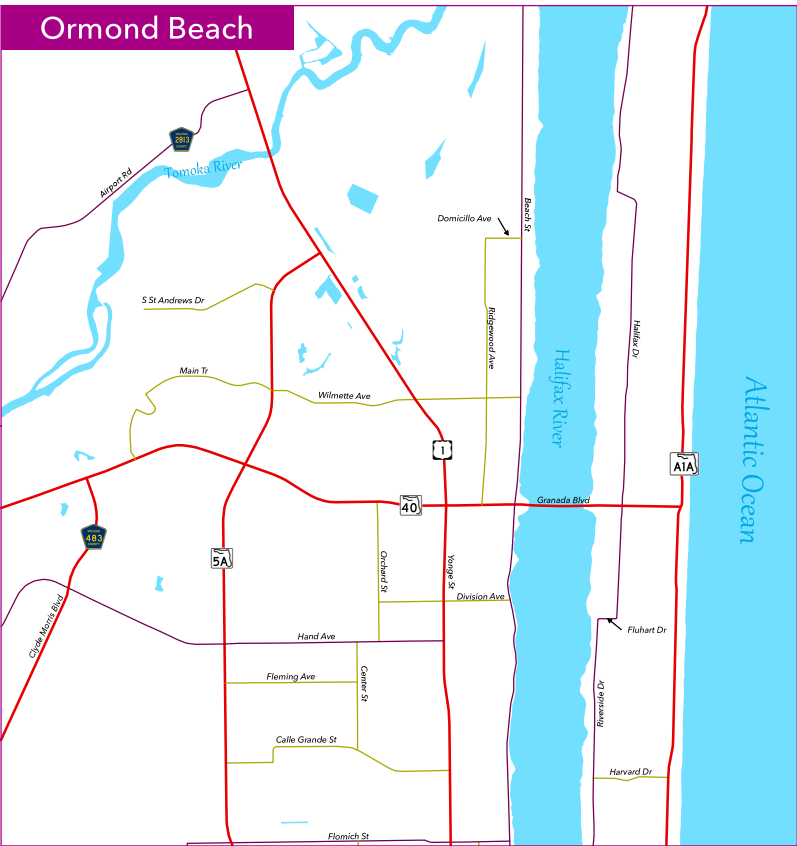 Ormond Beach
2813
Tomoka River
Airport Rd
Beach St
Domicillo Ave
S St Andrews Dr
Ridgewood Ave
Halifax Dr
Halifax River
Main Tr
Wilmette Ave
Atlantic Ocean
1
A1A
40
Granada Blvd
483
5A
Orchard St
Yonge St
Division Ave
Clyde Morris Blvd
Hand Ave
Fluhart Dr
Fleming Ave
Center St
Riverside Dr
Calle Grande St
Harvard Dr
Flomich St